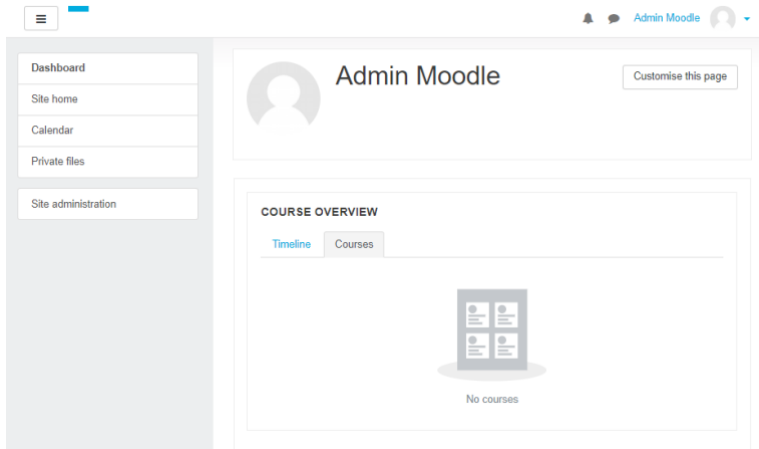 Admin Moodle
Dashboard
Site home
Calendar
Private files
Site administration
Admin Moodle
Customise this page
COURSE OVERVIEW
Timeline
Courses
No courses